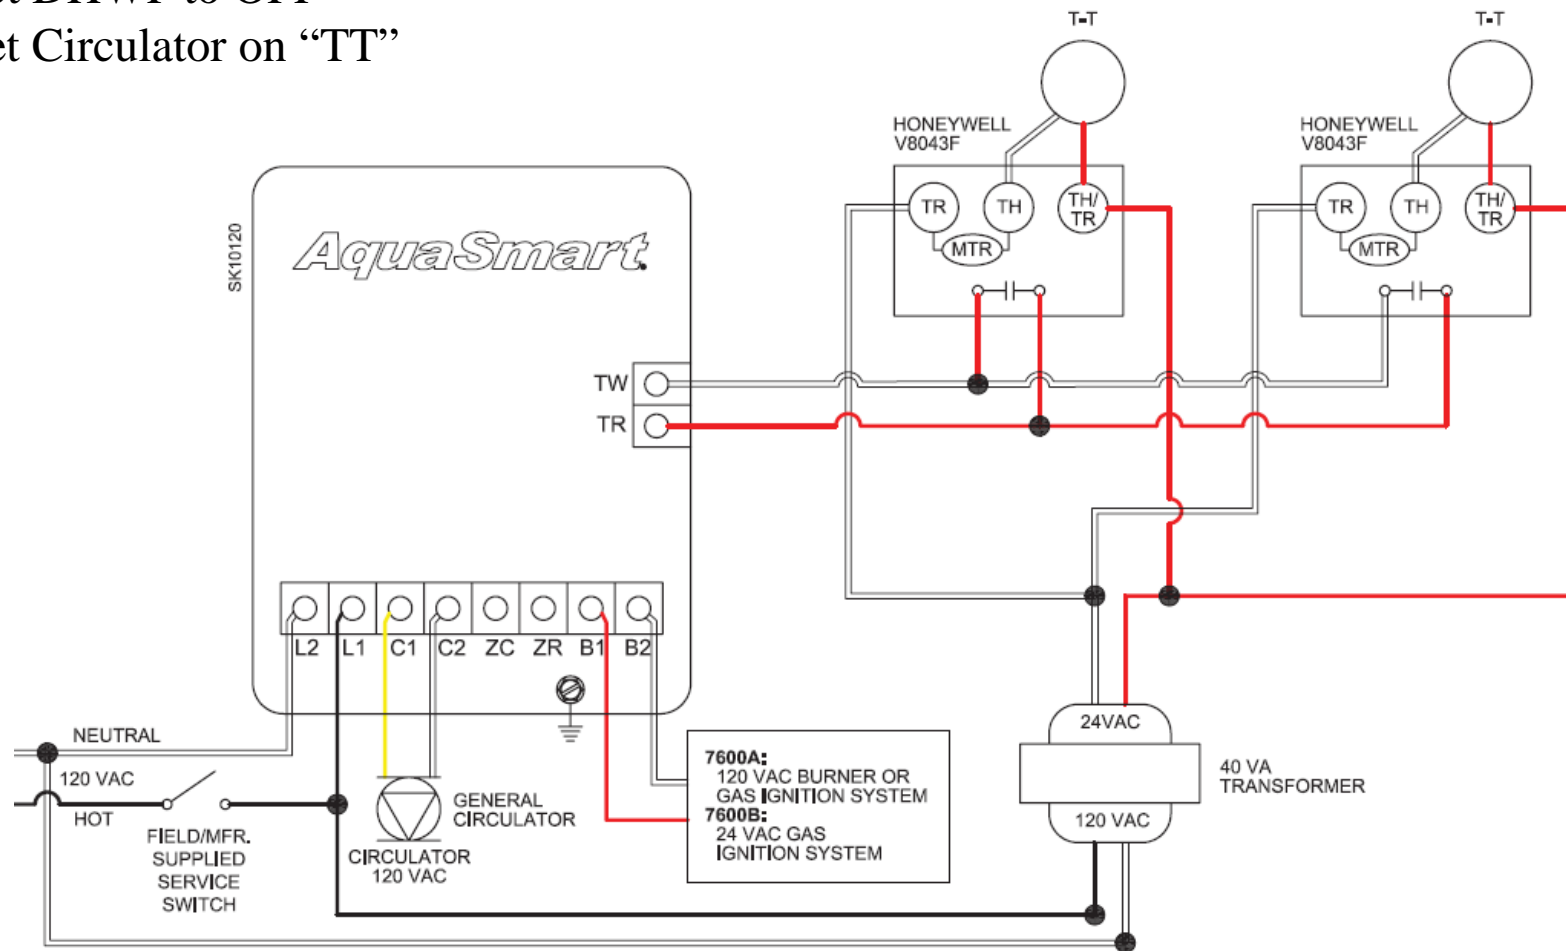 et Circulator on “TT”
T-T
T-T
HONEYWELL
V8043F
HONEYWELL
V8043F
TR
TH
TH/
TR
MTR
TR
TH
TH/
TR
MTR
SK10120
AquaSmart
TW
TR
L2
L1
C1
C2
ZC
ZR
B1
B2
NEUTRAL
120 VAC
HOT
FIELD/MFR.
SUPPLIED
SERVICE
SWITCH
GENERAL
CIRCULATOR
CIRCULATOR
120 VAC
7600A:
120 VAC BURNER OR
GAS IGNITION SYSTEM
7600B:
24 VAC GAS
IGNITION SYSTEM
24VAC
120 VAC
40 VA
TRANSFORMER